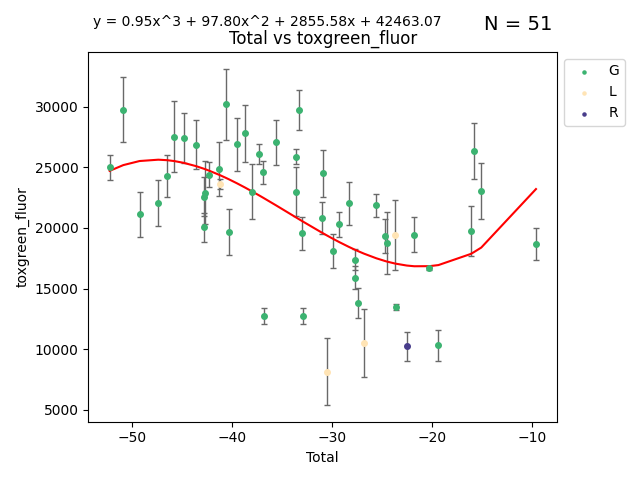 y = 0.95x^3 + 97.80x^2 + 2855.58x + 42463.07
N = 51
Total vs toxgreen_fluor
G
L
R
toxgreen_fluor
30000
25000
20000
15000
10000
5000
−50
−40
−30
−20
−10
Total